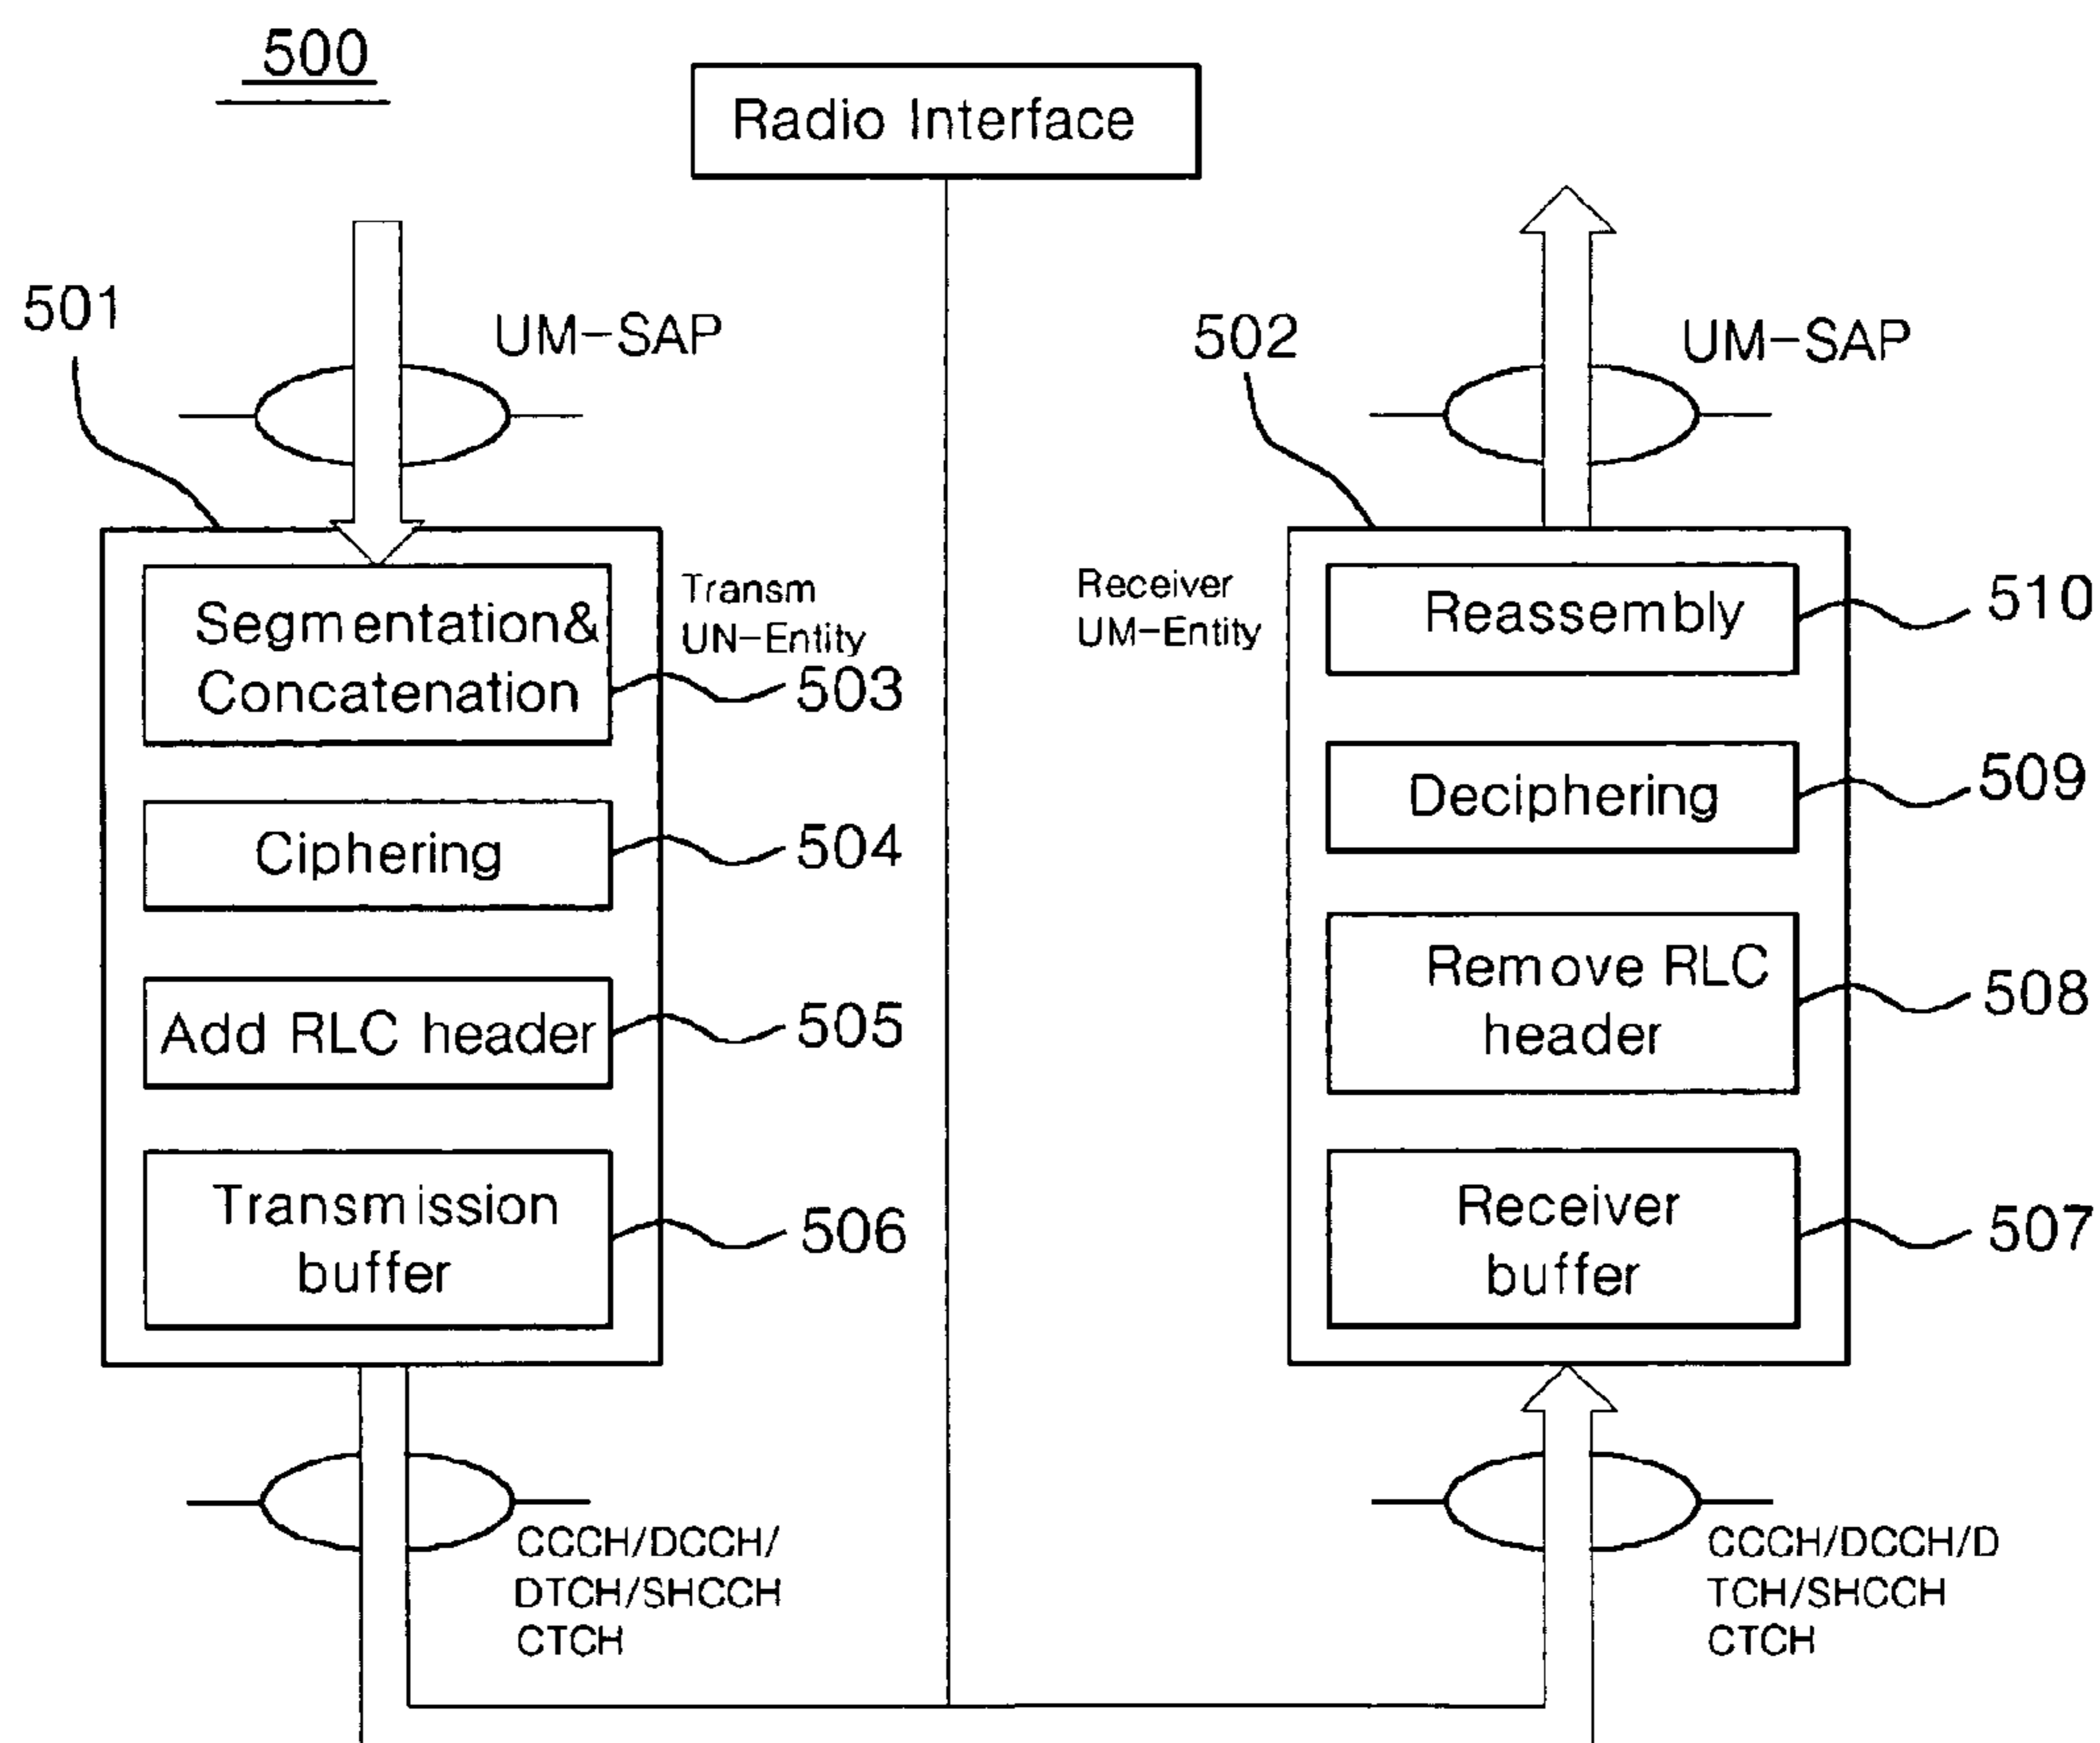 500
Radio Interface
501
UM-SAP
502
UM-SAP
Segmentation&
Concatenation
Transm
UN-Entity
503
Ciphering
504
Add RLC header
505
Transmission
buffer
506
Receiver
UM-Entity
Reassembly
510
Deciphering
509
Remove RLC
header
508
Receiver
buffer
507
CCCH/DCCH/
DTCH/SHCCH
CTCH
CCCH/DCCH/D
TCH/SHCCH
CTCH